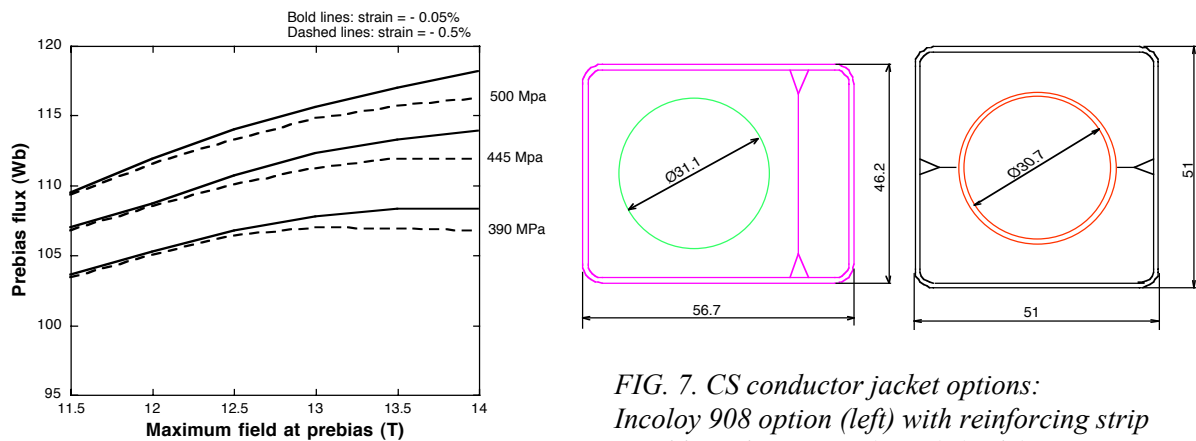 Bold lines: strain = - 0.05%
Dashed lines: strain = - 0.5%
120
115
110
105
100
95
Prebias flux (Wb)
11.5 12 12.5 13 13.5 14
Maximum field at prebias (T)
500 Mpa
445 Mpa
390 MPa
Ø31.1
46.2
56.7
Ø30.7
51
51
FIG. 7. CS conductor jacket options:
Incoloy 908 option (left) with reinforcing strip